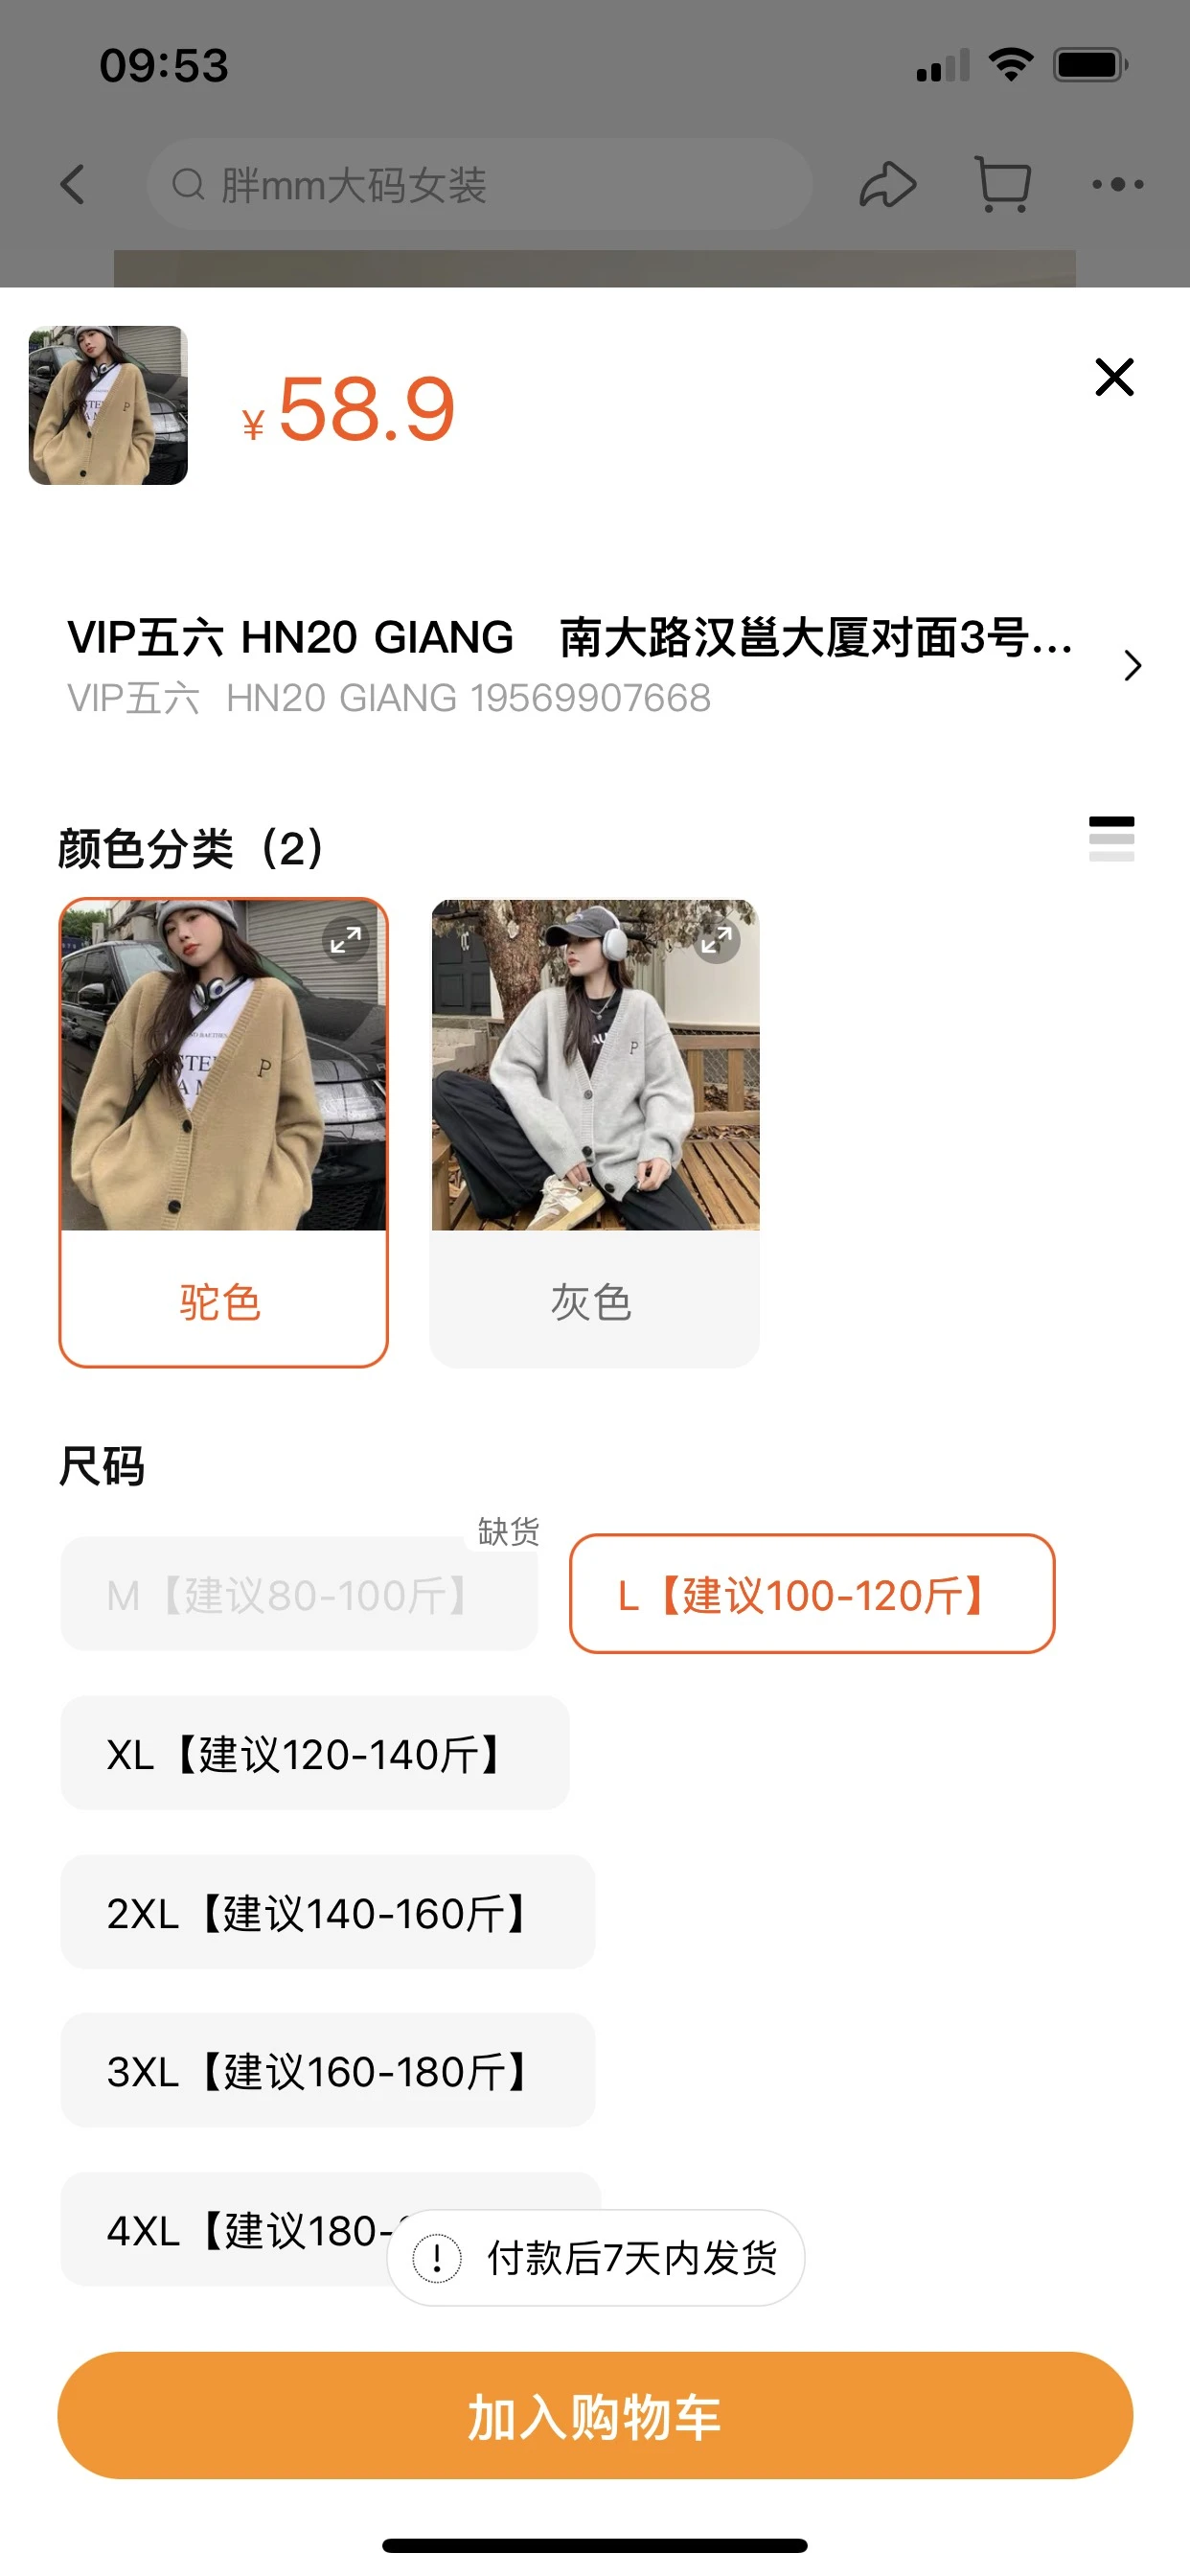 09:53
胖mm大码女装
¥58.9
VIP五六 HN20 GIANG 南大路汉邕大厦对面3号...
VIP五六 HN20 GIANG 19569907668
颜色分类（2）
P
P
驼色
灰色
尺码
缺货
M【建议80-100斤】
L【建议100-120斤】
XL【建议120-140斤】
2XL【建议140-160斤】
3XL【建议160-180斤】
4XL【建议180-
付款后7天内发货
加入购物车